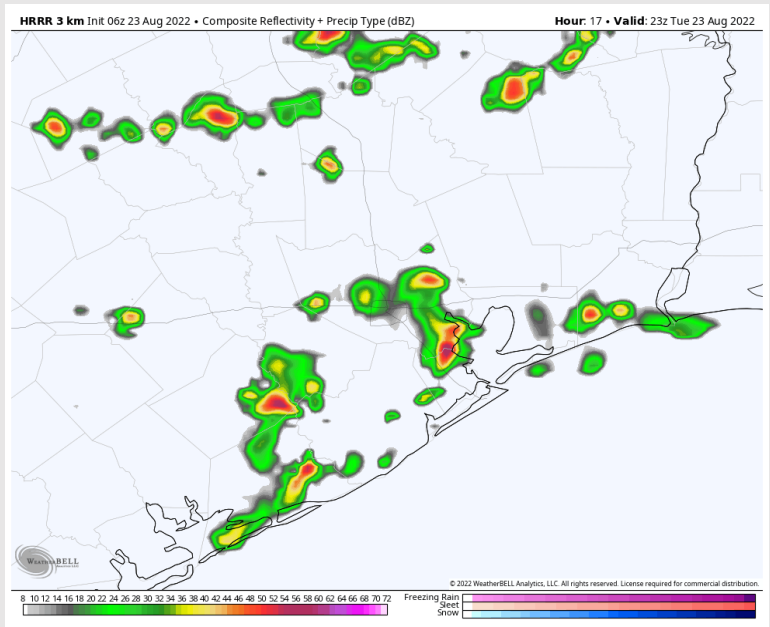 HRRR 3 km Init 06z 23 Aug 2022 • Composite Reflectivity + Precip Type (dBZ)
Hour: 17 • Valid: 23z Tue 23 Aug 2022
WEATHERBELL
© 2022 WeatherBELL Analytics, LLC. All rights reserved. License required for commercial distribution.
8 10 12 14 16 18 20 22 24 26 28 30 32 34 36 38 40 42 44 46 48 50 52 54 56 58 60 62 64 66 68 70 72
Freezing Rain
Sleet
Snow